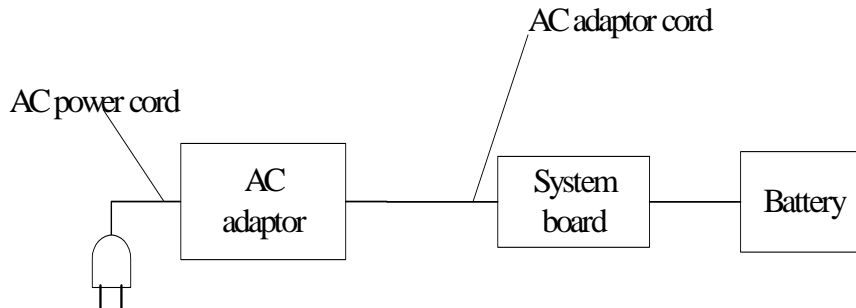 AC adaptor cord
AC power cord
AC
adaptor
System
board
Battery